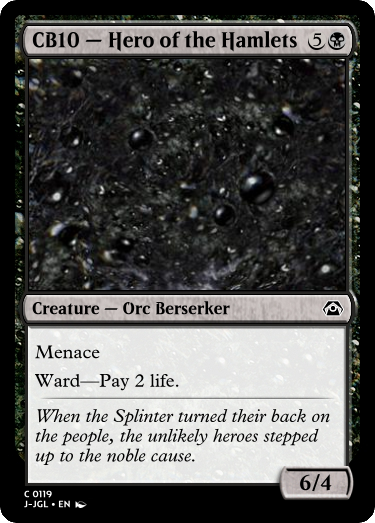 CB10 — Hero of the Hamlets 5
Creature — Orc Berserker
Menace
Ward—Pay 2 life.
When the Splinter turned their back on
the people, the unlikely heroes stepped
up to the noble cause.
6/4
C 0119
J-JGL • EN